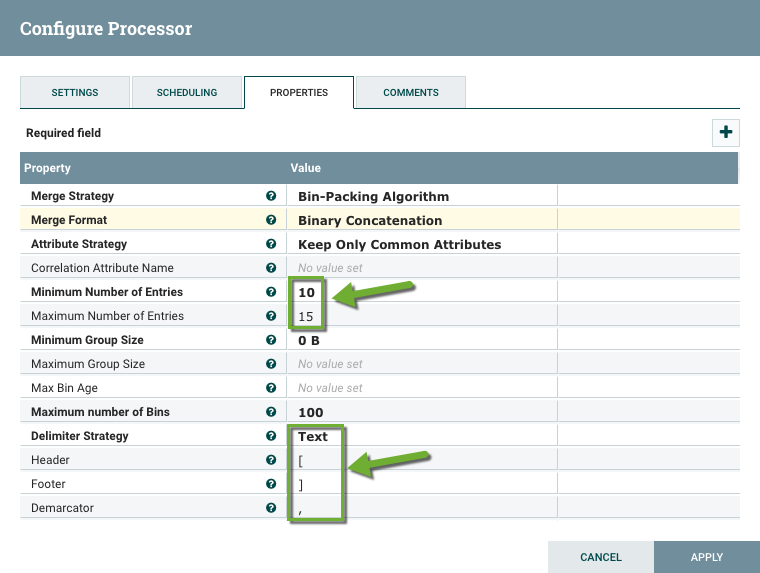 Configure Processor
SETTINGS SCHEDULING PROPERTIES COMMENTS
Required field
Property Value
Merge Strategy Bin-Packing Algorithm
Merge Format Binary Concatenation
Attribute Strategy Keep Only Common Attributes
Correlation Attribute Name No value set
Minimum Number of Entries 10
Maximum Number of Entries 15
Minimum Group Size 0 B
Maximum Group Size No value set
Max Bin Age No value set
Maximum number of Bins 100
Delimiter Strategy Text
Header [
Footer ]
Demarcator ,
CANCEL APPLY